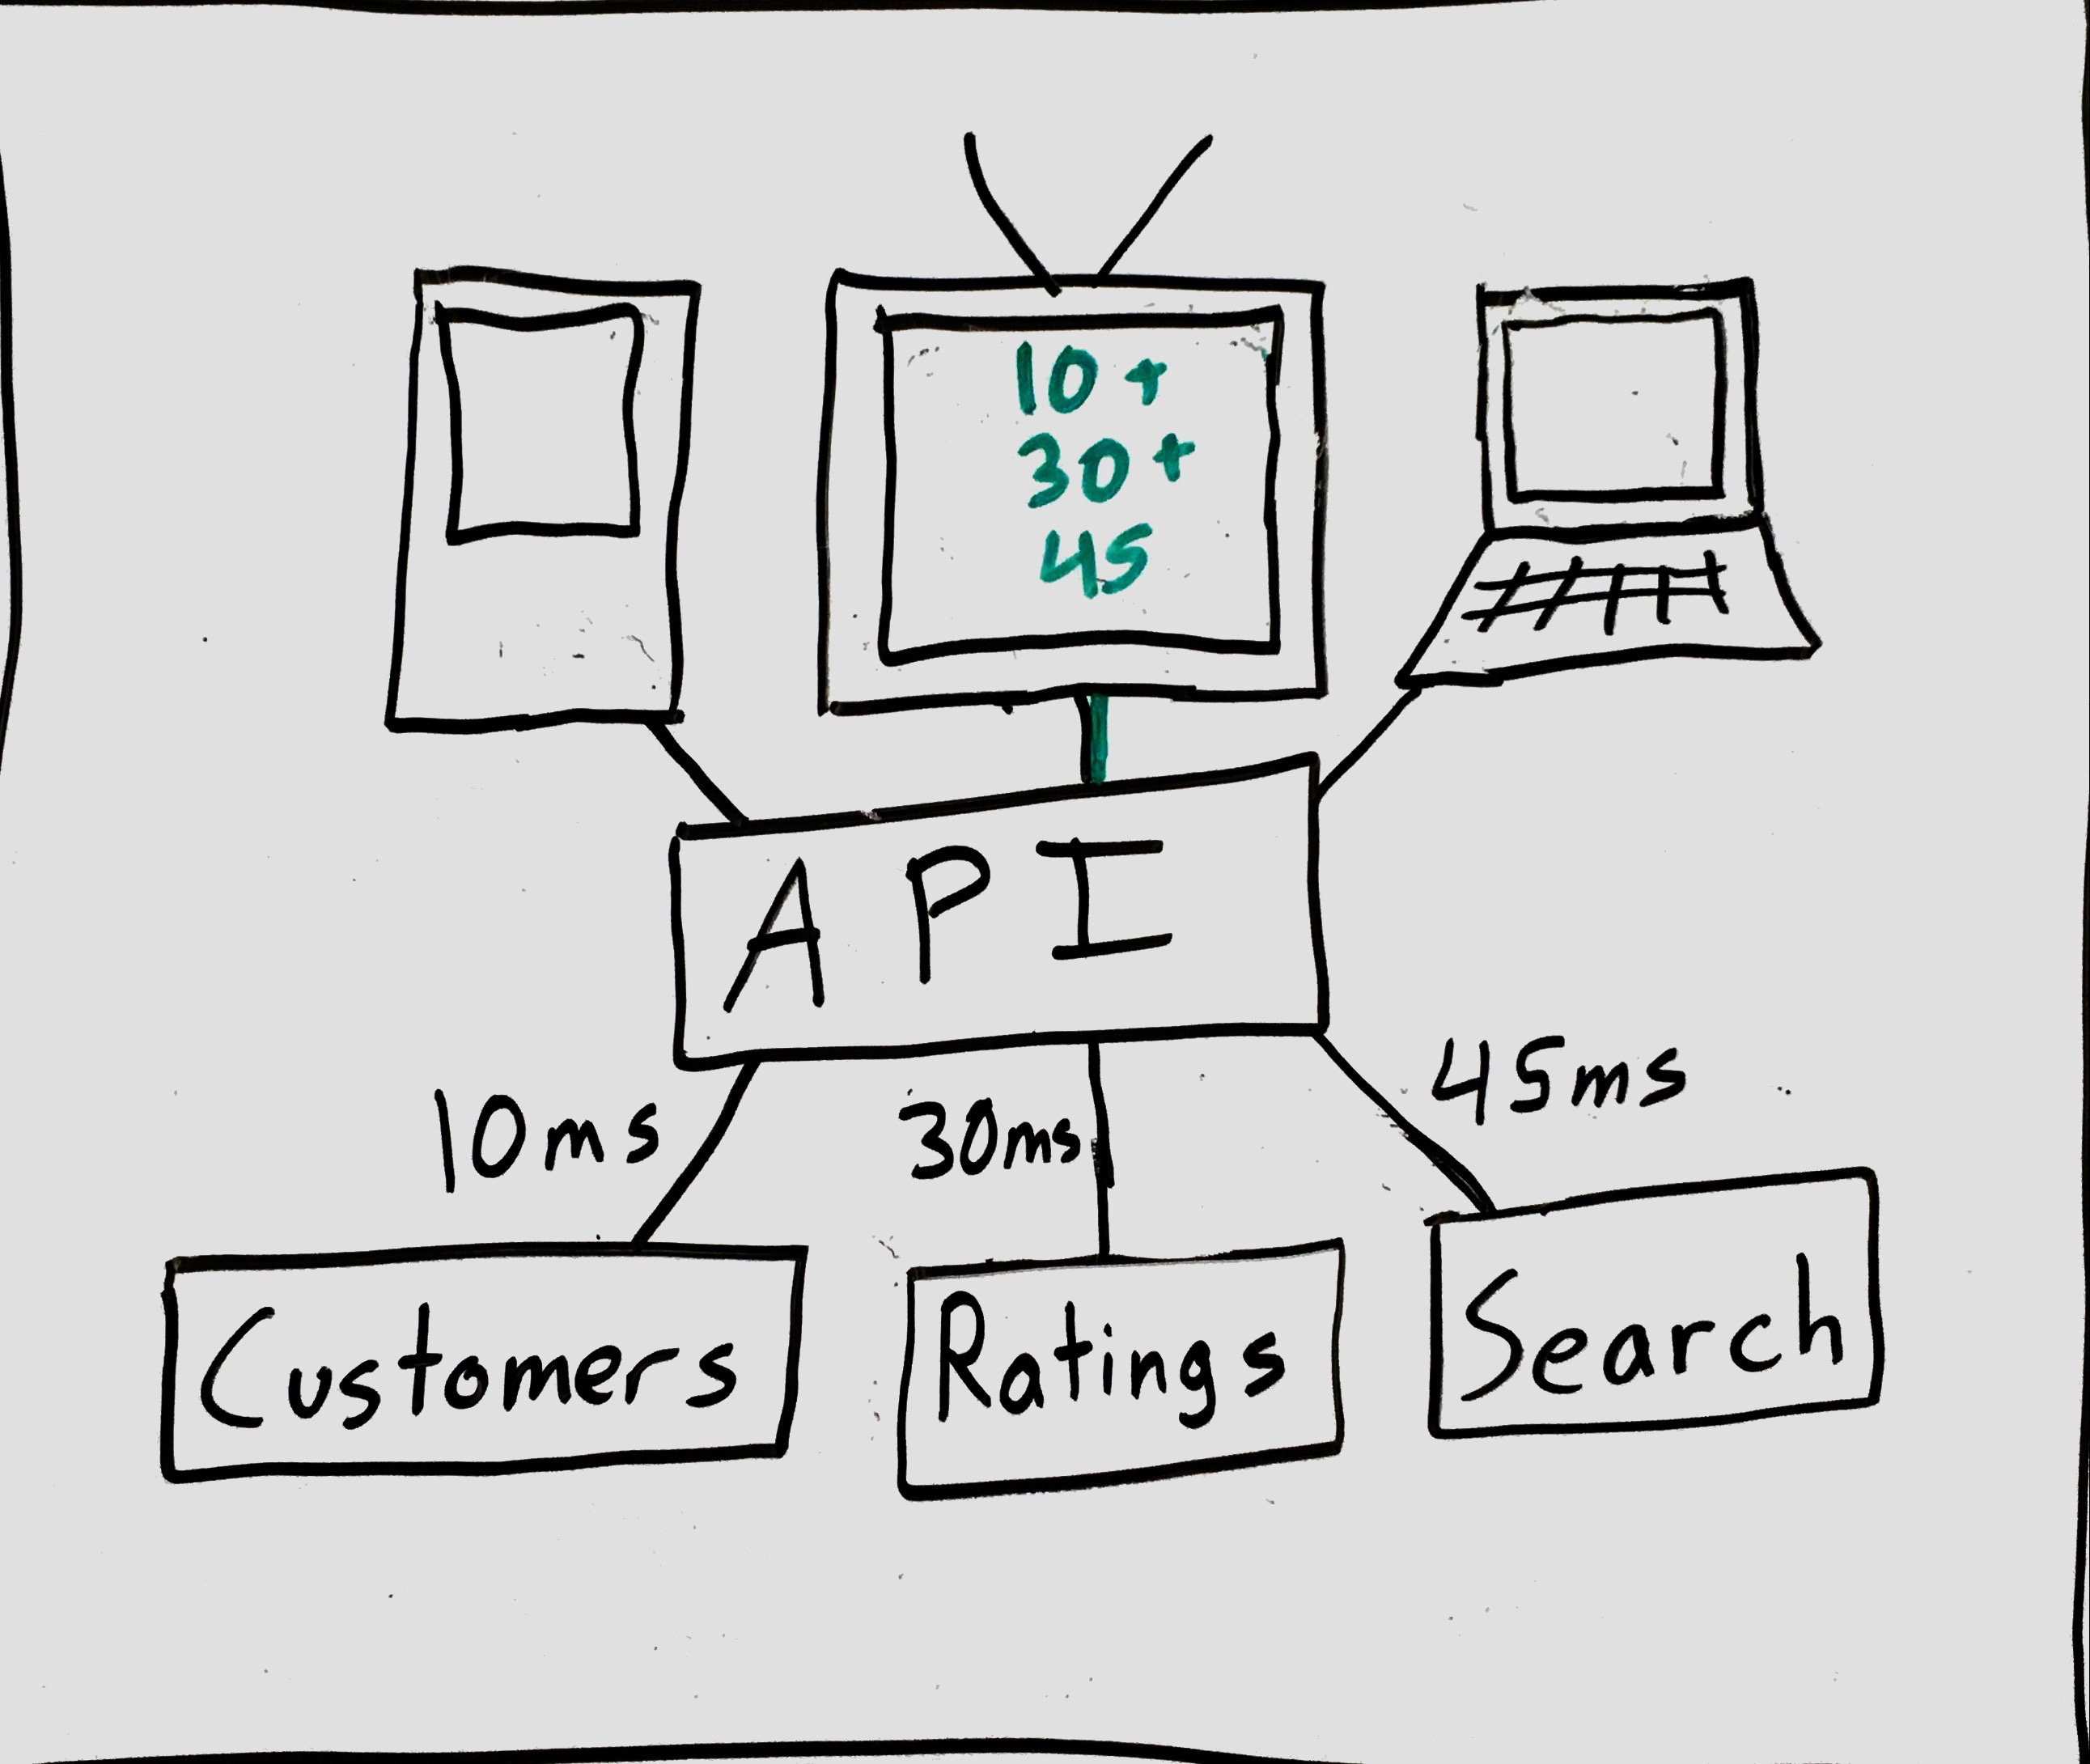 10 +
30 +
45
API
10ms
30ms
45ms
Customers
Ratings
Search